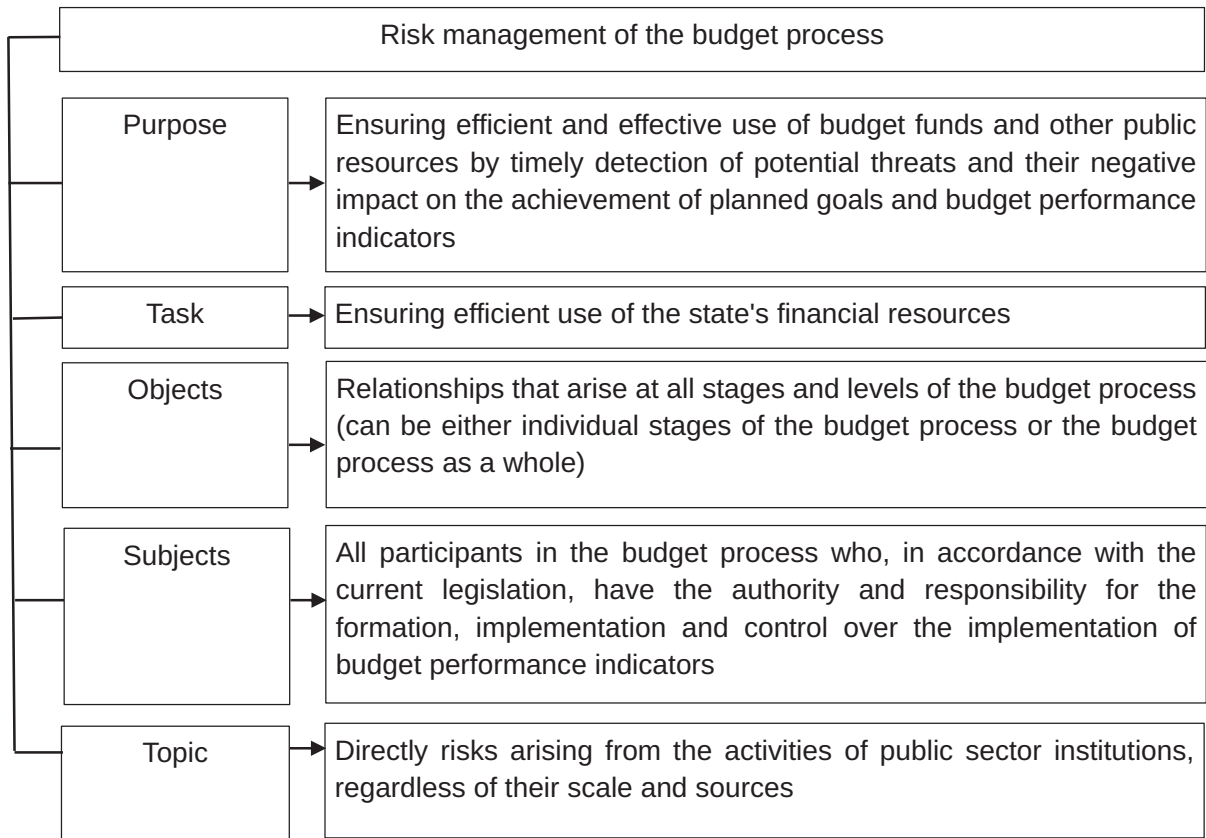 Risk management of the budget process
Purpose
Ensuring efficient and effective use of budget funds and other public
resources by timely detection of potential threats and their negative
impact on the achievement of planned goals and budget performance
indicators
Task
Ensuring efficient use of the state's financial resources
Objects
Relationships that arise at all stages and levels of the budget process
(can be either individual stages of the budget process or the budget
process as a whole)
Subjects
All participants in the budget process who, in accordance with the
current legislation, have the authority and responsibility for the
formation, implementation and control over the implementation of
budget performance indicators
Topic
Directly risks arising from the activities of public sector institutions,
regardless of their scale and sources